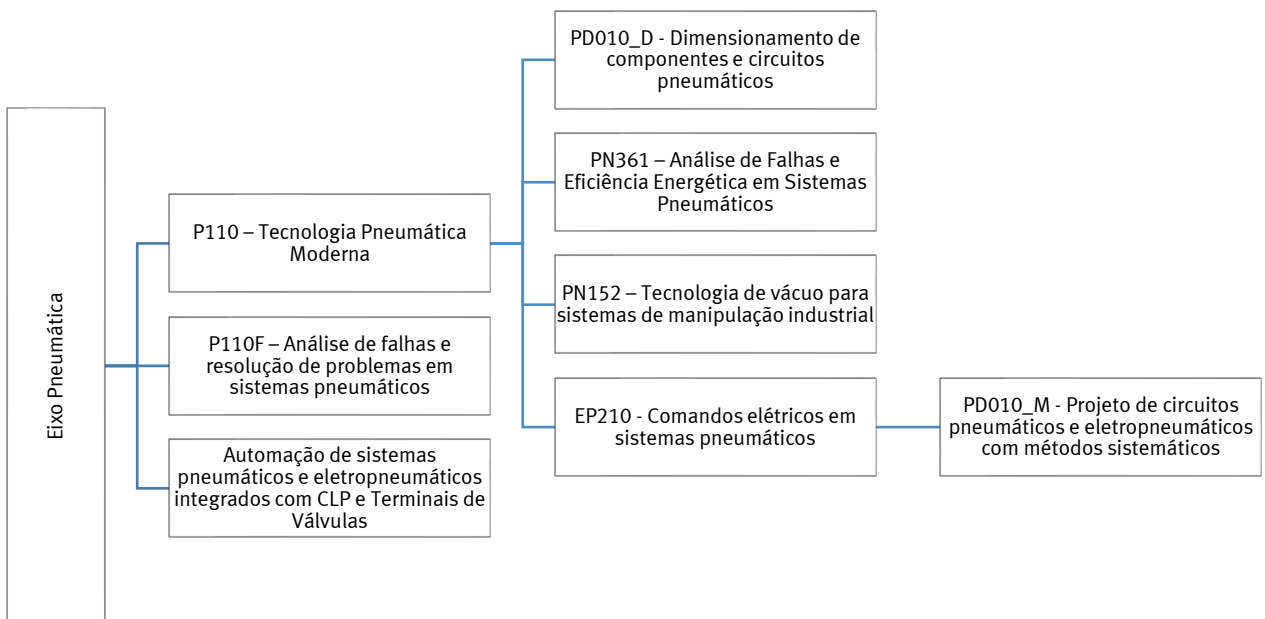 Eixo Pneumática
P110 – Tecnologia Pneumática
Moderna
P110F – Análise de falhas e
resolução de problemas em
sistemas pneumáticos
Automação de sistemas
pneumáticos e eletropneumáticos
integrados com CLP e Terminais de
Válvulas
PD010_D - Dimensionamento de
componentes e circuitos
pneumáticos
PN361 – Análise de Falhas e
Eficiência Energética em Sistemas
Pneumáticos
PN152 – Tecnologia de vácuo para
sistemas de manipulação industrial
EP210 - Comandos elétricos em
sistemas pneumáticos
PD010_M - Projeto de circuitos
pneumáticos e eletropneumáticos
com métodos sistemáticos